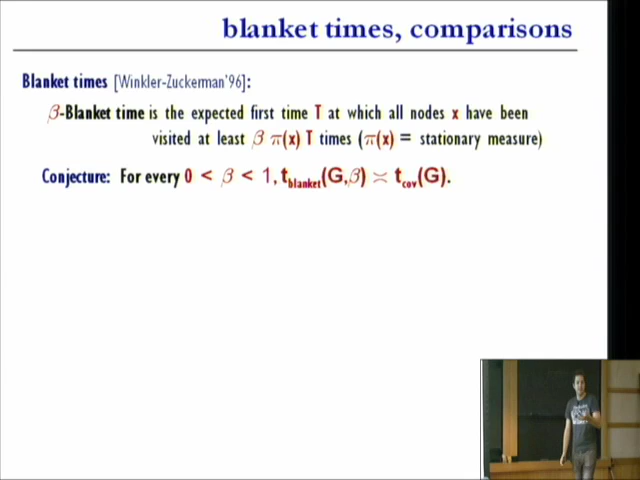 blanket times, comparisons
Blanket times [Winkler-Zuckerman'96]:
β-Blanket time is the expected first time T at which all nodes x have been
visited at least β π(x) T times (π(x) = stationary measure)
Conjecture: For every 0 < β < 1, t_blanket(G,β) ≍ t_cov(G).